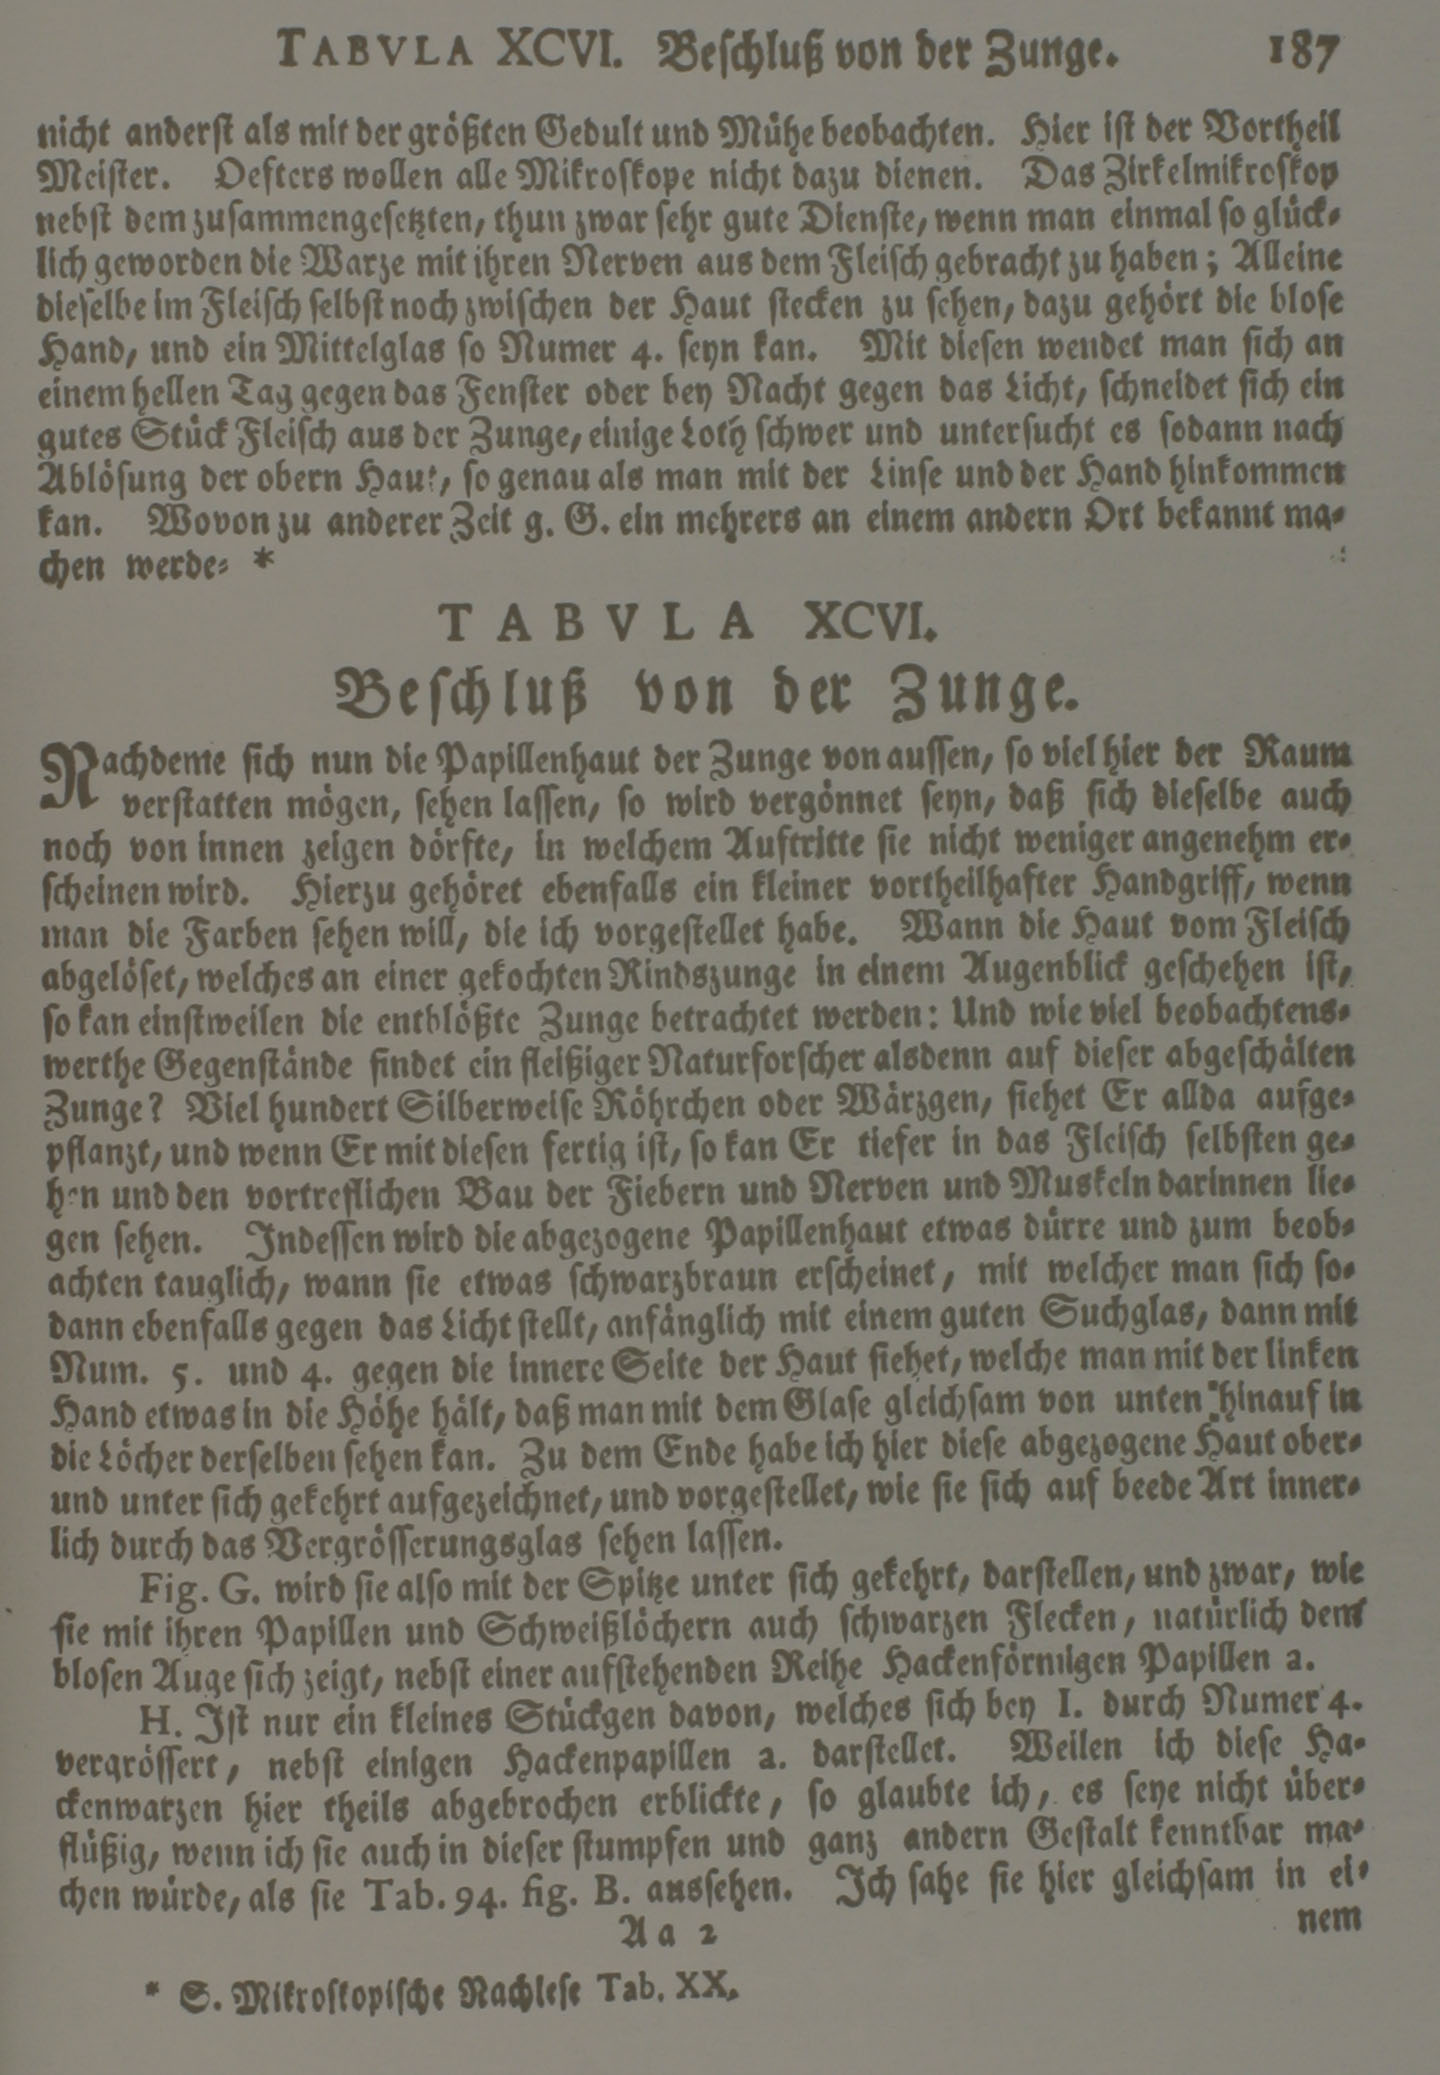 TABVLA XCVI. Beſchluß von der Zunge. 187
nicht anderſt als mit der größten Gedult und Mühe beobachten. Hier iſt der Vortheil
Meiſter. Oefters wollen alle Mikroſkope nicht dazu dienen. Das Zirkelmikroſkop
nebſt dem zuſammengeſetzten, thun zwar ſehr gute Dienſte, wenn man einmal ſo glück-
lich geworden die Warze mit ihren Nerven aus dem Fleiſch gebracht zu haben; Alleine
dieſelbe im Fleiſch ſelbſt noch zwiſchen der Haut ſtecken zu ſehen, dazu gehört die bloſe
Hand, und ein Mittelglas ſo Numer 4. ſeyn kan. Mit dieſen wendet man ſich an
einem hellen Tag gegen das Fenſter oder bey Nacht gegen das Licht, ſchneidet ſich ein
gutes Stück Fleiſch aus der Zunge, einige Loth ſchwer und unterſucht es ſodann nach
Ablöſung der obern Haut, ſo genau als man mit der Linſe und der Hand hinkommen
kan. Wovon zu anderer Zeit g. G. ein mehrers an einem andern Ort bekannt ma-
chen werde: *
TABVLA XCVI.
Beſchluß von der Zunge.
Nachdeme ſich nun die Papillenhaut der Zunge von auſſen, ſo viel hier der Raum
verſtatten mögen, ſehen laſſen, ſo wird vergönnet ſeyn, daß ſich dieſelbe auch
noch von innen zeigen dörfte, in welchem Auftritte ſie nicht weniger angenehm er-
ſcheinen wird. Hierzu gehöret ebenfalls ein kleiner vortheilhafter Handgriff, wenn
man die Farben ſehen will, die ich vorgeſtellet habe. Wann die Haut vom Fleiſch
abgelöſet, welches an einer gekochten Rindszunge in einem Augenblick geſchehen iſt,
ſo kan einſtweilen die entblößte Zunge betrachtet werden: Und wie viel beobachtens-
werthe Gegenſtände findet ein fleißiger Naturforſcher alsdenn auf dieſer abgeſchälten
Zunge? Viel hundert Silberweiſe Röhrchen oder Wärzgen, ſiehet Er allda aufge-
pflanzt, und wenn Er mit dieſen fertig iſt, ſo kan Er tiefer in das Fleiſch ſelbſten ge-
hen und den vortreflichen Bau der Fiebern und Nerven und Muskeln darinnen lie-
gen ſehen. Indeſſen wird die abgezogene Papillenhaut etwas dürre und zum beob-
achten tauglich, wann ſie etwas ſchwarzbraun erſcheinet, mit welcher man ſich ſo-
dann ebenfalls gegen das Licht ſtellt, anfänglich mit einem guten Suchglas, dann mit
Num. 5. und 4. gegen die innere Seite der Haut ſiehet, welche man mit der linken
Hand etwas in die Höhe hält, daß man mit dem Glaſe gleichſam von unten hinauf in
die Löcher derſelben ſehen kan. Zu dem Ende habe ich hier dieſe abgezogene Haut ober-
und unter ſich gekehrt aufgezeichnet, und vorgeſtellet, wie ſie ſich auf beede Art inner-
lich durch das Vergröſſerungsglas ſehen laſſen.
Fig. G. wird ſie alſo mit der Spitze unter ſich gekehrt, darſtellen, und zwar, wie
ſie mit ihren Papillen und Schweißlöchern auch ſchwarzen Flecken, natürlich dem
bloſen Auge ſich zeigt, nebſt einer aufſtehenden Reihe Hackenförmigen Papillen a.
H. Iſt nur ein kleines Stückgen davon, welches ſich bey I. durch Numer 4.
vergröſſert, nebſt einigen Hackenpapillen a. darſtellet. Weilen ich dieſe Ha-
ckenwarzen hier theils abgebrochen erblickte, ſo glaubte ich, es ſeye nicht über-
flüßig, wenn ich ſie auch in dieſer ſtumpfen und ganz andern Geſtalt kenntbar ma-
chen würde, als ſie Tab. 94. fig. B. ausſehen. Ich ſahe ſie hier gleichſam in ei-
Aa 2 nem
* S. Mikroſkopiſche Nachleſe Tab. XX.